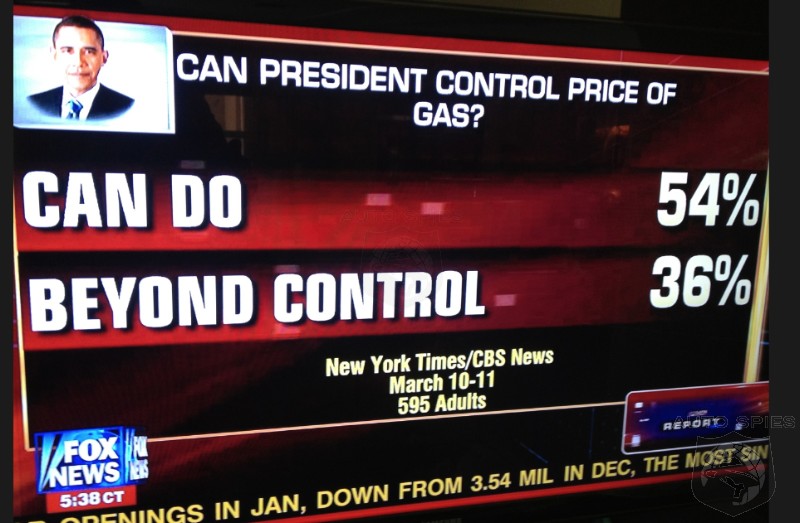 CAN PRESIDENT CONTROL PRICE OF
GAS?
CAN DO 54%
BEYOND CONTROL 36%
New York Times/CBS News
March 10-11
595 Adults
REPORT
AUTO SPIES
FOX
NEWS
FOX
NEWS
5:38 CT
OPENINGS IN JAN, DOWN FROM 3.54 MIL IN DEC, THE MOST SIN